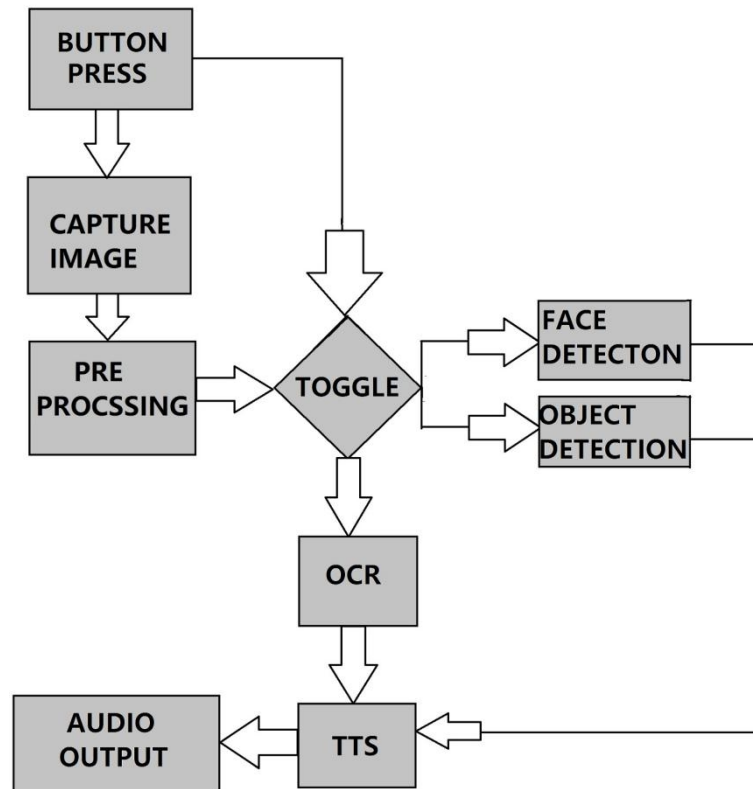 BUTTON
PRESS
CAPTURE
IMAGE
PRE
PROCSSING
TOGGLE
FACE
DETECTON
OBJECT
DETECTION
OCR
TTS
AUDIO
OUTPUT